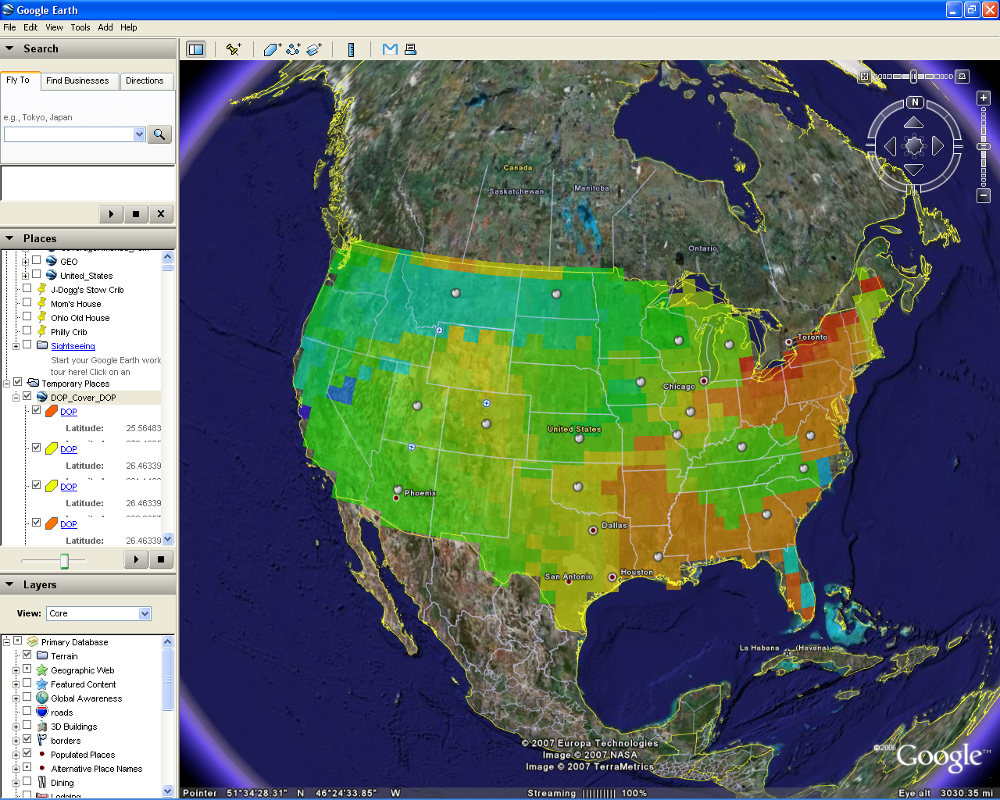 Google Earth
File Edit View Tools Add Help
Search
Fly To Find Businesses Directions
e.g., Tokyo, Japan
Places
GEO
United_States
J-Dogg's Stow Crib
Mom's House
Ohio Old House
Philly Crib
Sightseeing
Start your Google Earth world
tour here! Click on an
Temporary Places
DOP_Cover_DOP
DOP
Latitude: 25.56483
DOP
Latitude: 26.46339
DOP
Latitude: 26.46339
DOP
Latitude: 26.46339
Layers
View: Core
Primary Database
Terrain
Geographic Web
Featured Content
Global Awareness
roads
3D Buildings
borders
Populated Places
Alternative Place Names
Dining
Lodging
N
Canada
Saskatchewan
Manitoba
Ontario
Toronto
Chicago
United States
Phoenix
Dallas
San Antonio
Houston
La Habana (Havana)
© 2007 Europa Technologies
Image © 2007 NASA
Image © 2007 TerraMetrics
©2006 Google™
Pointer 51°34'28.31" N 46°24'33.85" W Streaming |||||||||| 100% Eye alt 3030.35 mi